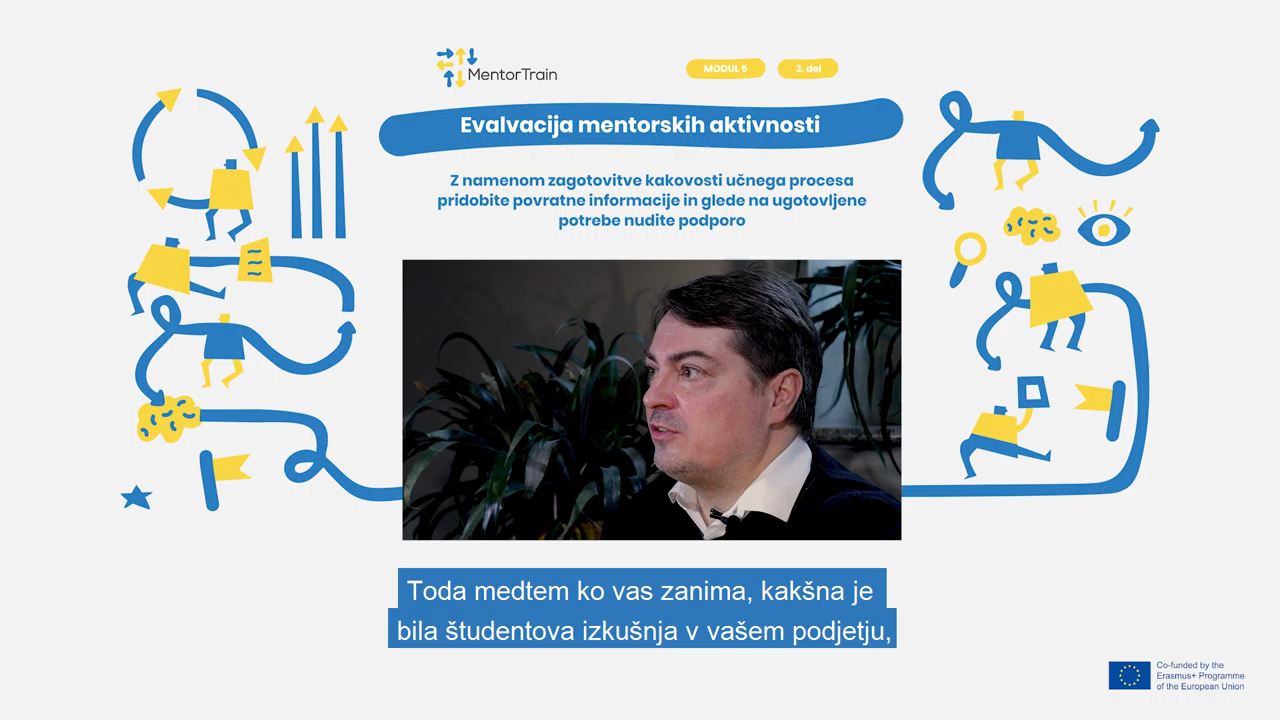 MentorTrain
MODUL 5
3. del
Evalvacija mentorskih aktivnosti
Z namenom zagotovitve kakovosti učnega procesa
pridobite povratne informacije in glede na ugotovljene
potrebe nudite podporo
Toda medtem ko vas zanima, kakšna je
bila študentova izkušnja v vašem podjetju,
Co-funded by the
Erasmus+ Programme
of the European Union